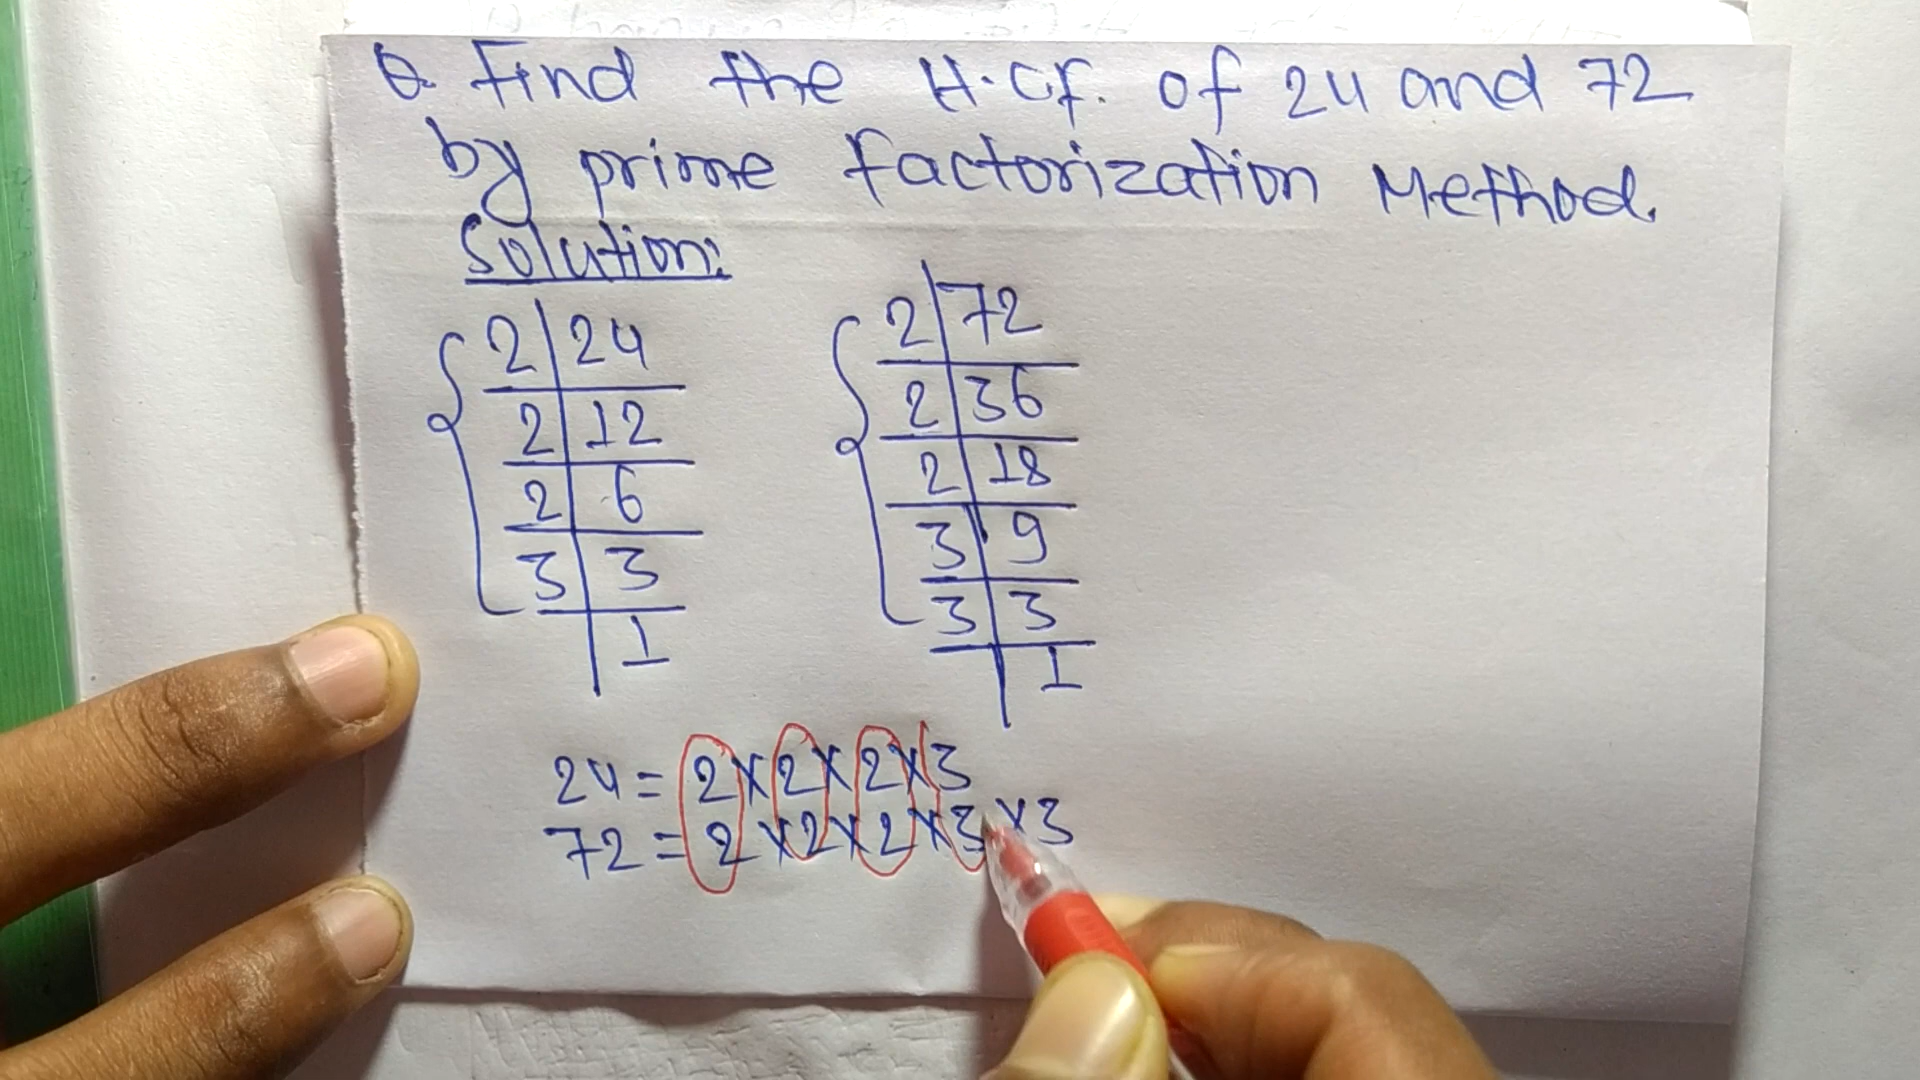 Q. Find the H.Cf. of 24 and 72
by prime factorization Method.
Solution:
2 | 24
2 | 12
2 | 6
3 | 3
1
2 | 72
2 | 36
2 | 18
3 | 9
3 | 3
1
24 = 2×2×2×3
72 = 2×2×2×3×3